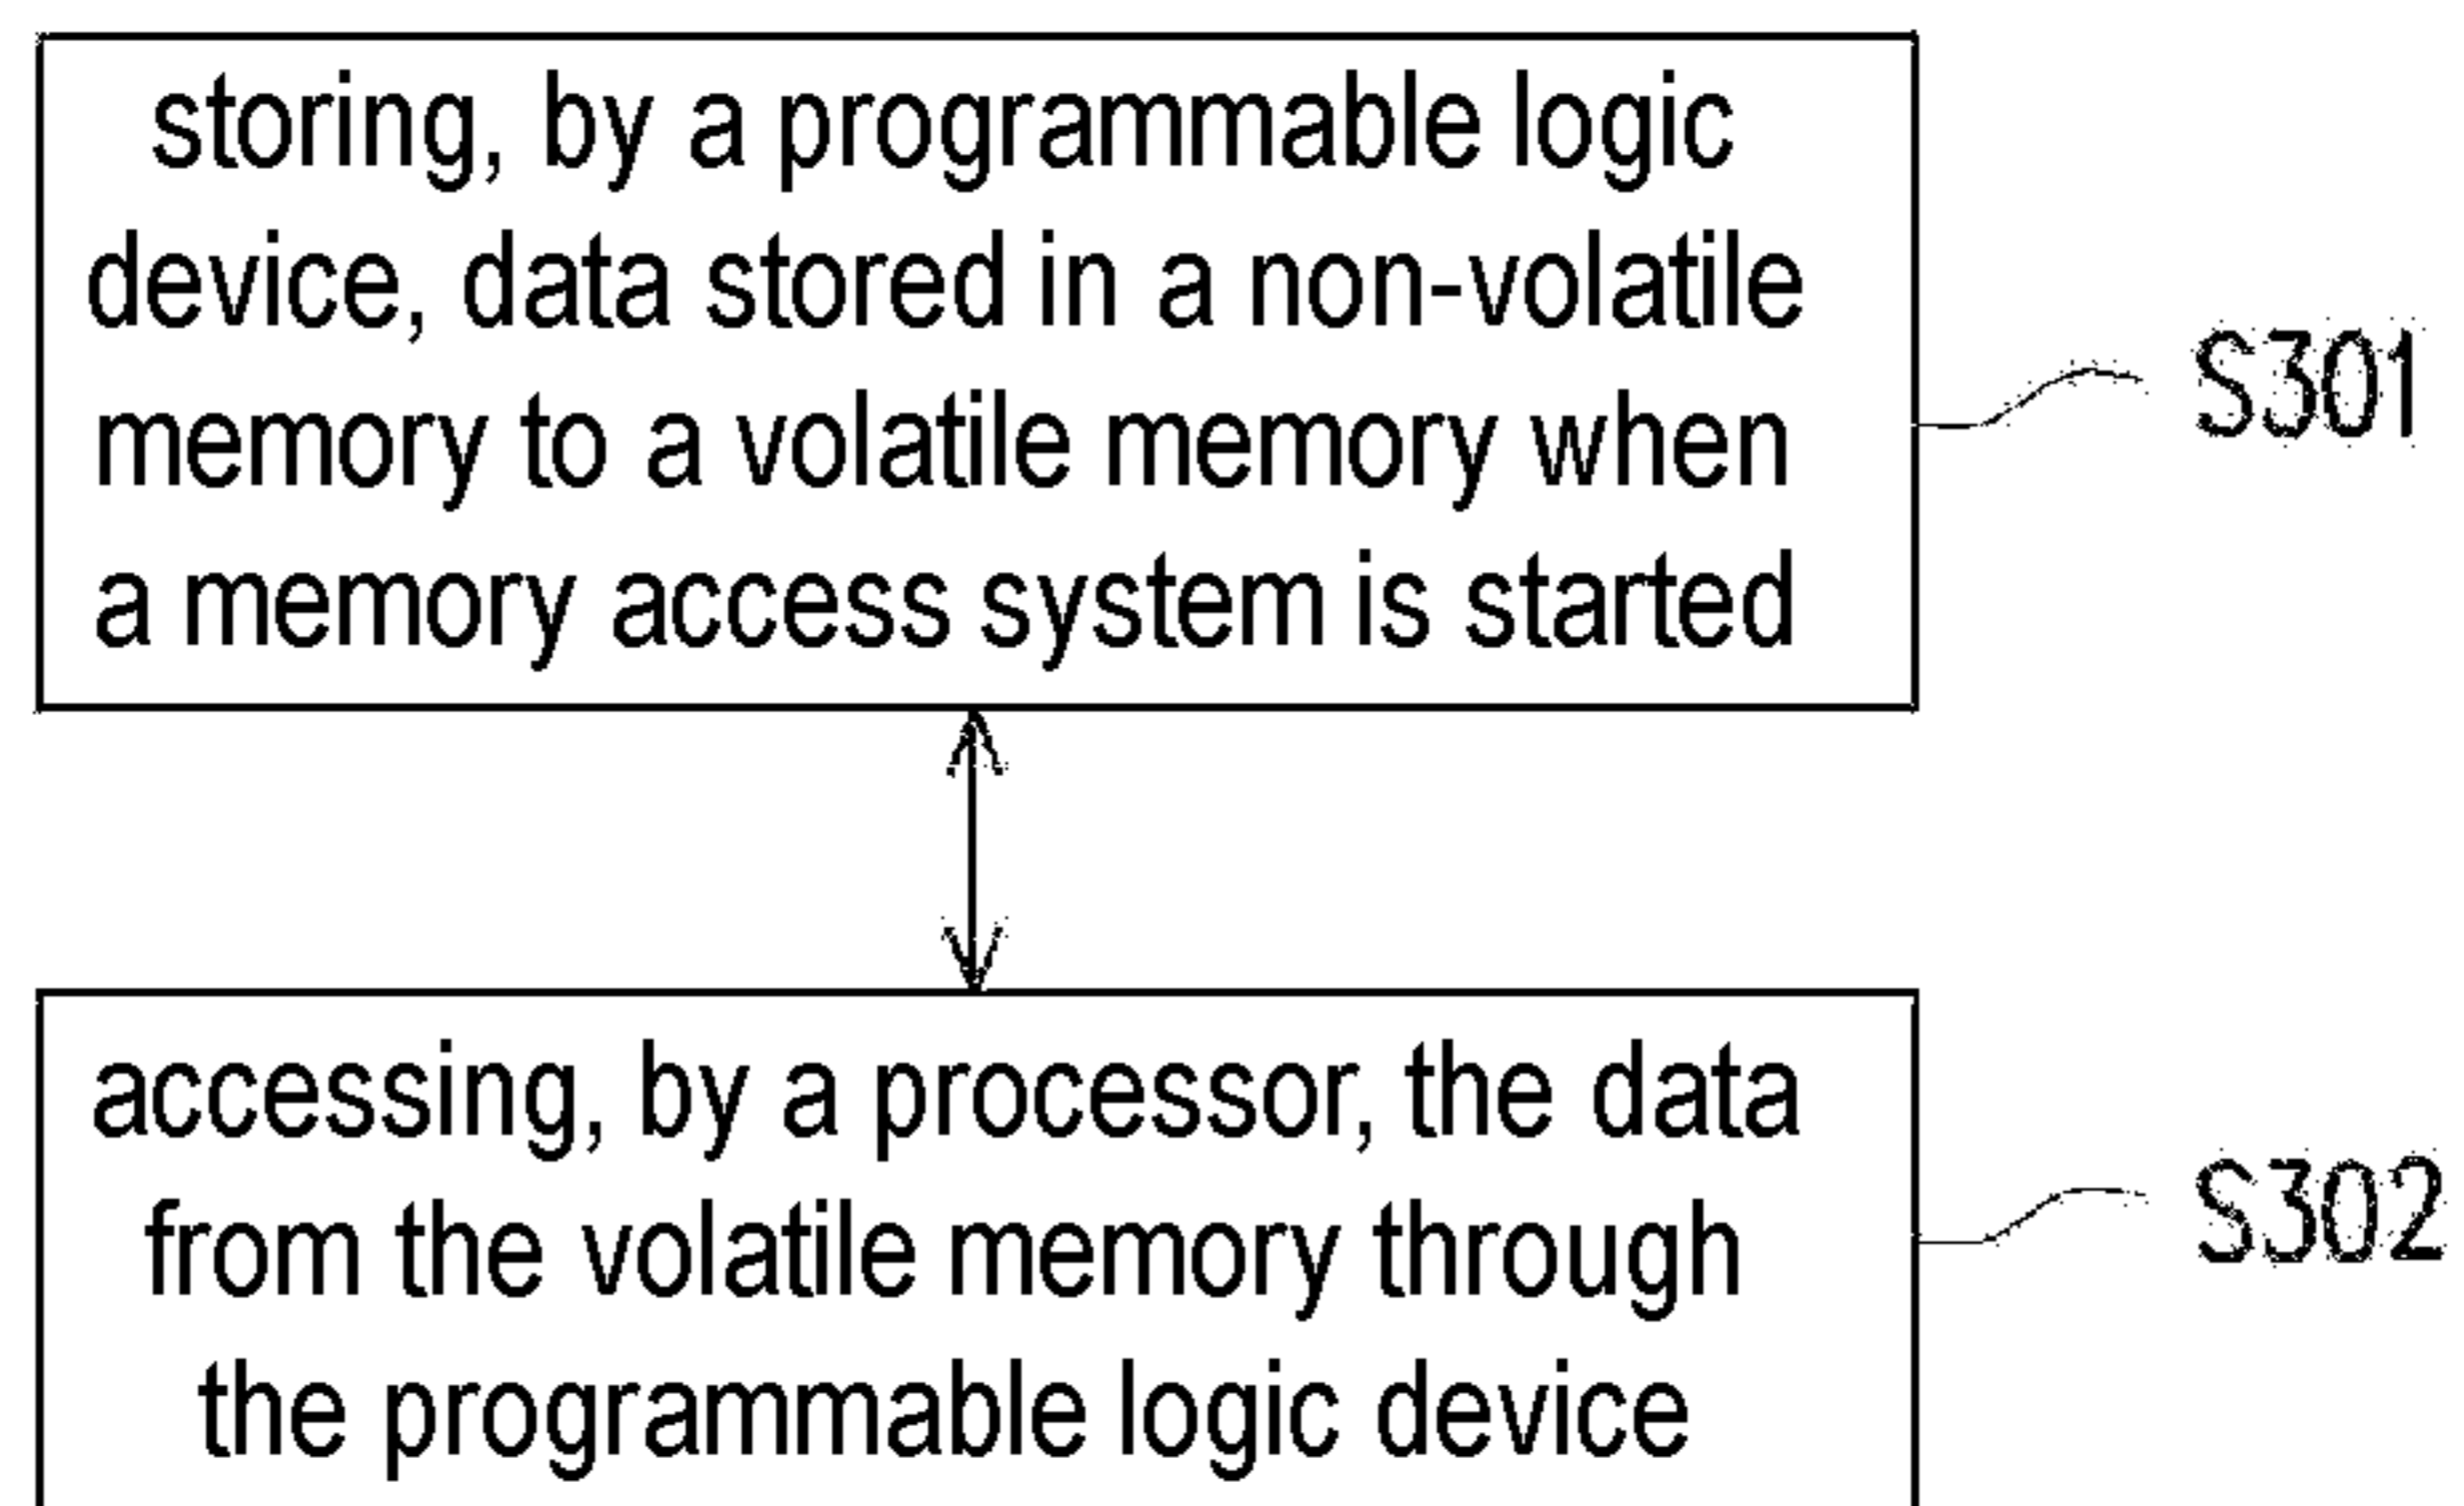 storing, by a programmable logic
device, data stored in a non-volatile
memory to a volatile memory when
a memory access system is started
S301
accessing, by a processor, the data
from the volatile memory through
the programmable logic device
S302